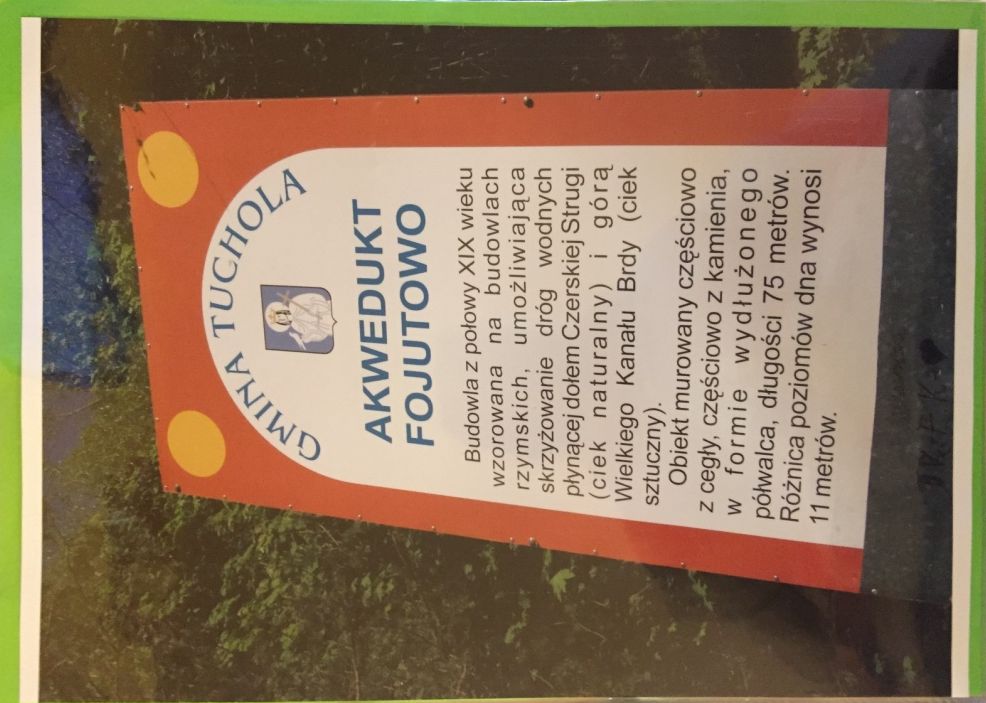 GMINA TUCHOLA
AKWEDUKT
FOJUTOWO
Budowla z połowy XIX wieku
wzorowana na budowlach
rzymskich, umożliwiająca
skrzyżowanie dróg wodnych
płynącej dołem Czerskiej Strugi
(ciek naturalny) i górą
Wielkiego Kanału Brdy (ciek
sztuczny).
Obiekt murowany częściowo
z cegły, częściowo z kamienia,
w formie wydłużonego
półwalca, długości 75 metrów.
Różnica poziomów dna wynosi
11 metrów.